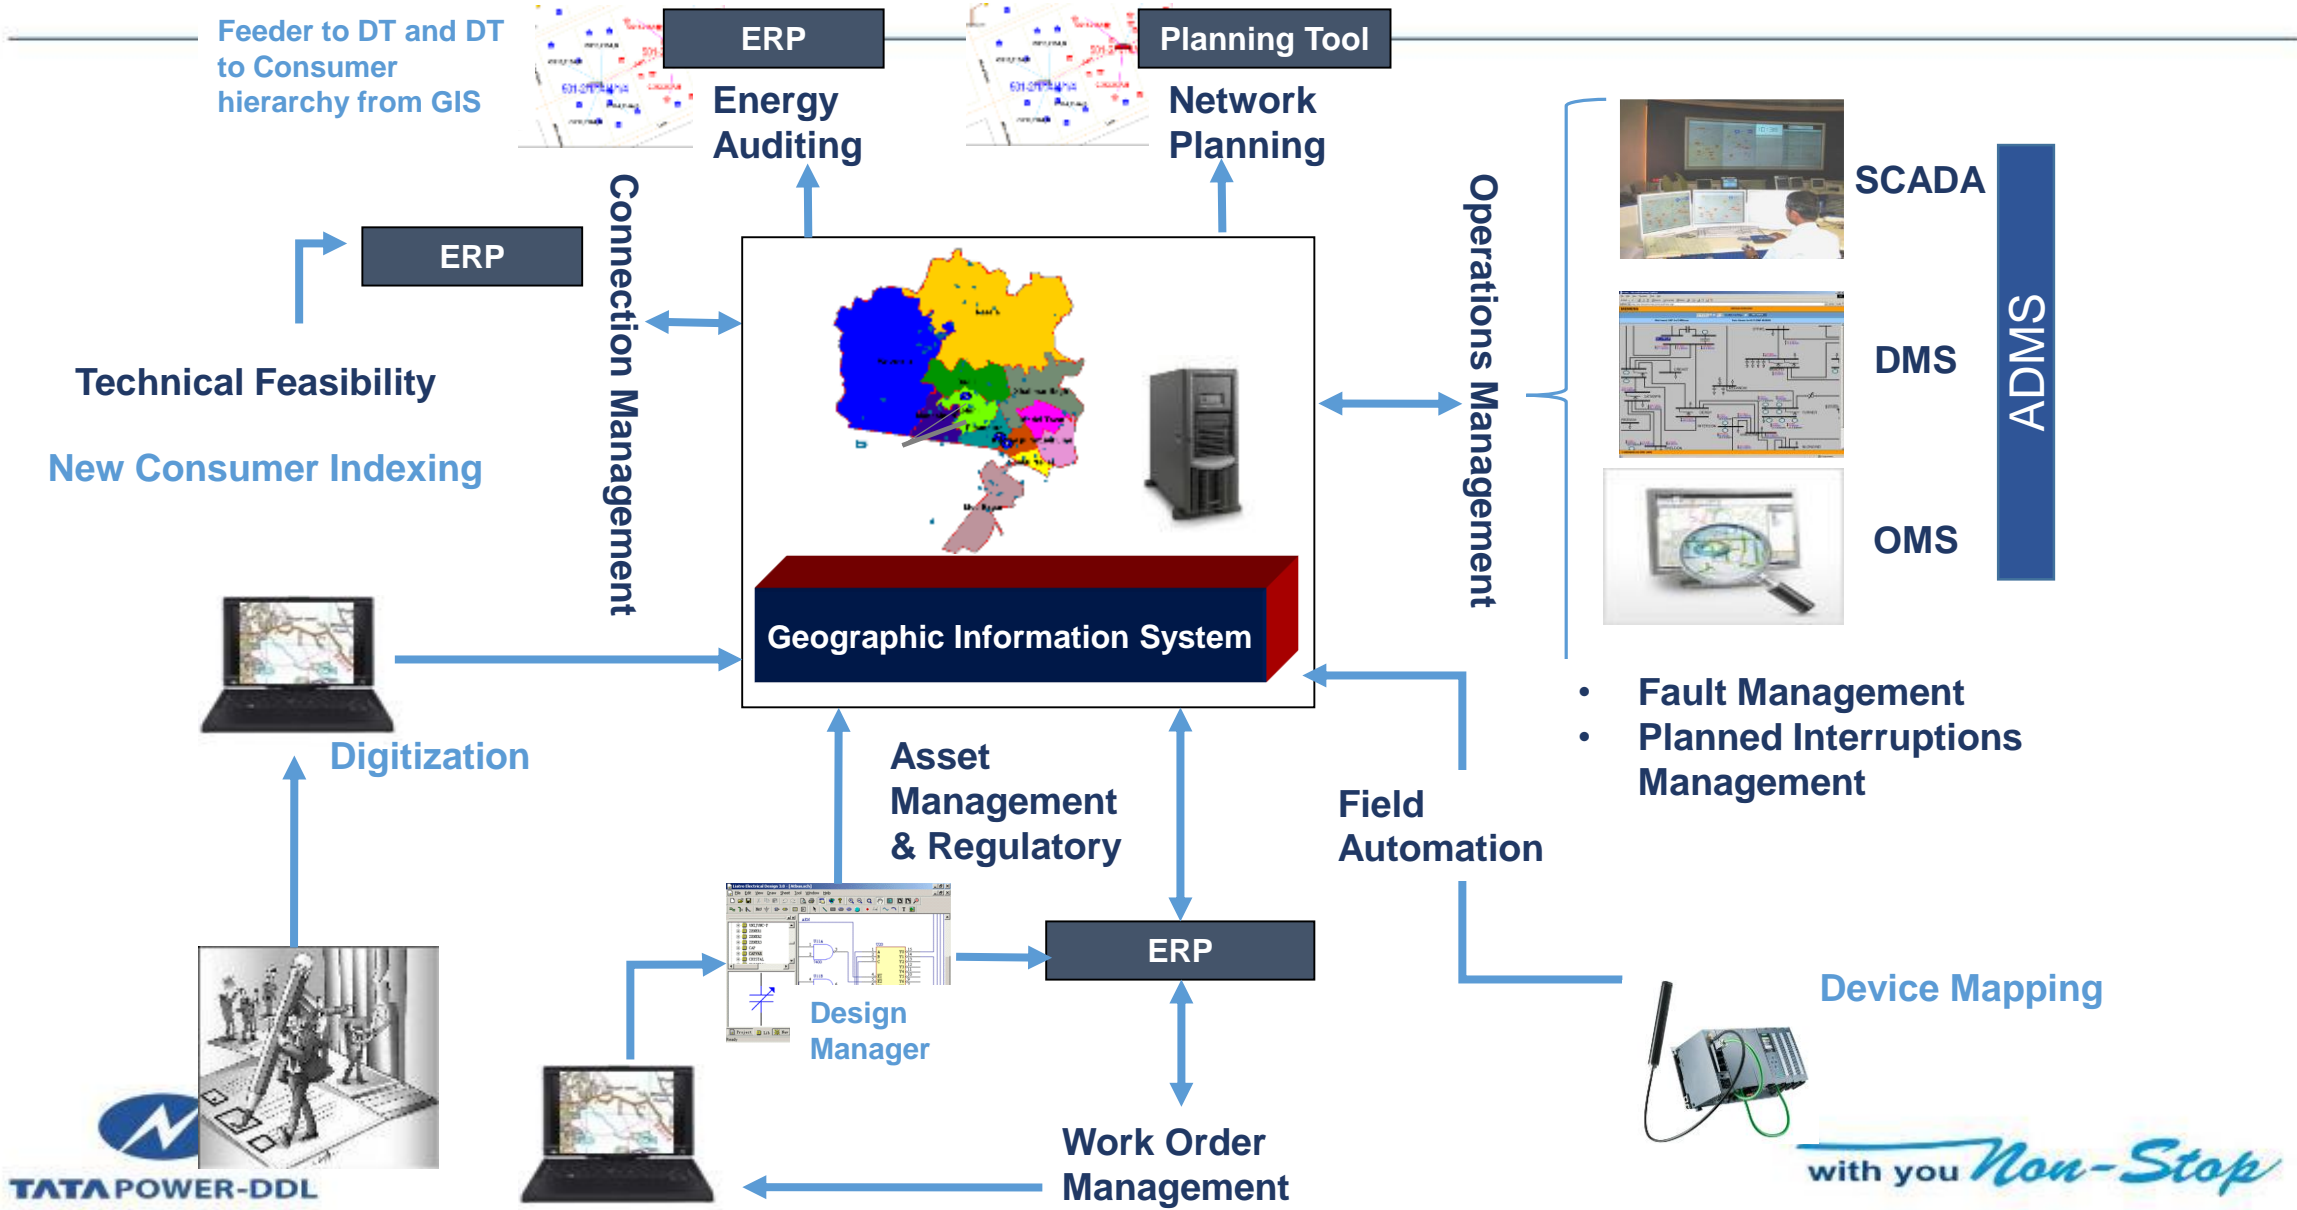 Feeder to DT and DT
to Consumer
hierarchy from GIS
ERP
Energy
Auditing
Planning Tool
Network
Planning
ERP
Technical Feasibility
New Consumer Indexing
Connection Management
Operations Management
SCADA
DMS
OMS
ADMS
Geographic Information System
• Fault Management
• Planned Interruptions
Management
Digitization
Asset
Management
& Regulatory
Field
Automation
ERP
Design
Manager
Device Mapping
Work Order
Management
TATA POWER-DDL
with you Non-Stop